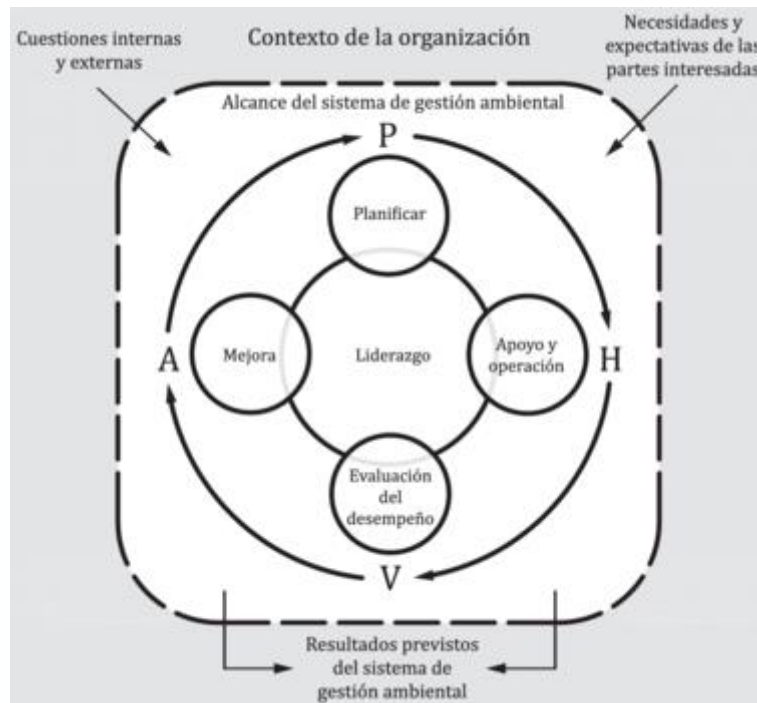 Cuestiones internas
y externas
Contexto de la organización
Necesidades y
expectativas de las
partes interesadas
Alcance del sistema de gestión ambiental
P
Planificar
A
Mejora
Liderazgo
Apoyo y
operación
H
Evaluación
del
desempeño
V
Resultados previstos
del sistema de
gestión ambiental